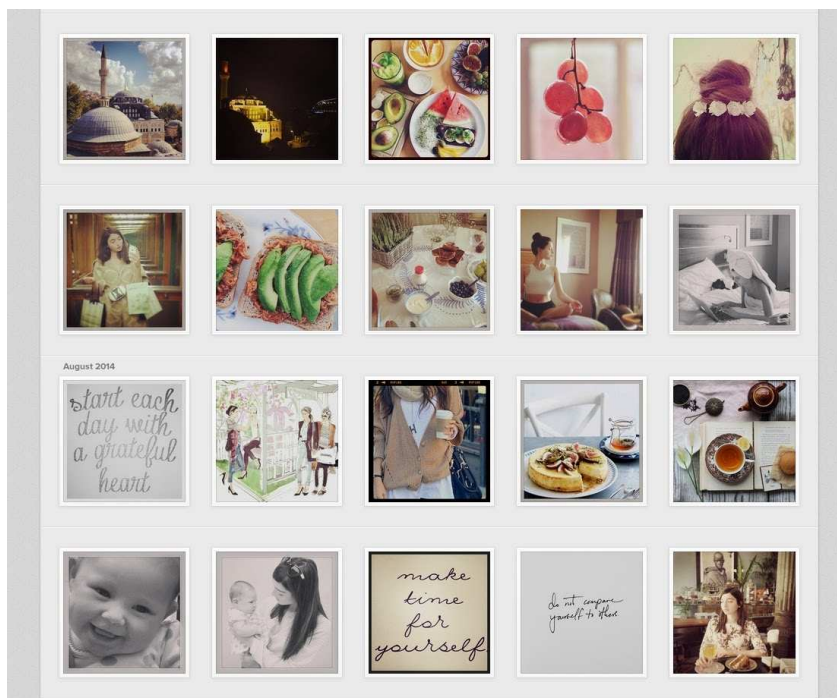 August 2014
start each
day with
a grateful
heart
make
time
for
yourself
do not compare
yourself to others